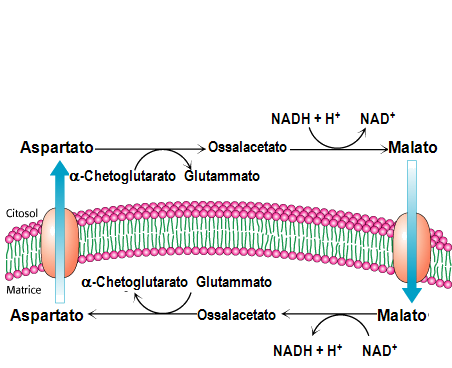 NADH + H⁺ NAD⁺
Aspartato Ossalacetato Malato
α-Chetoglutarato Glutammato
Citosol
Matrice
α-Chetoglutarato Glutammato
Aspartato Ossalacetato Malato
NADH + H⁺ NAD⁺